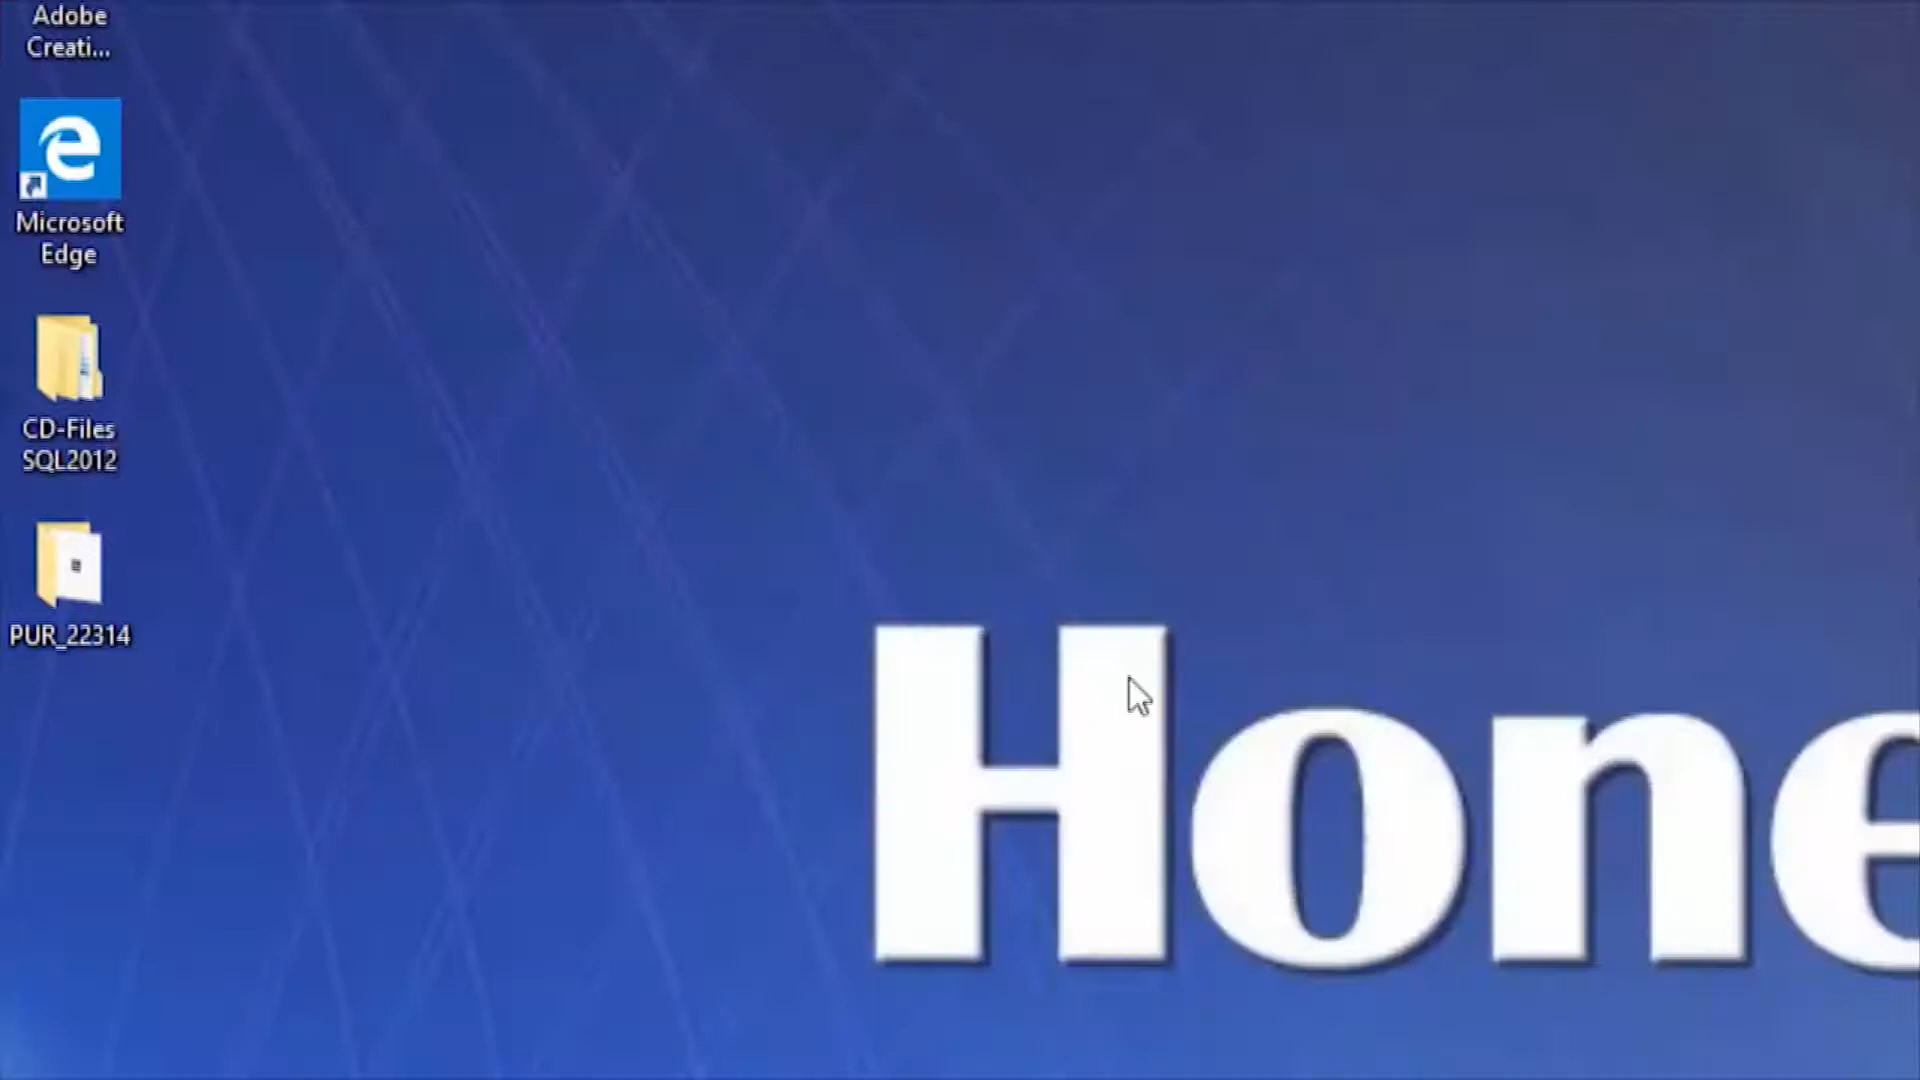 Adobe
Creati...
Microsoft
Edge
CD-Files
SQL2012
PUR_22314
Hone